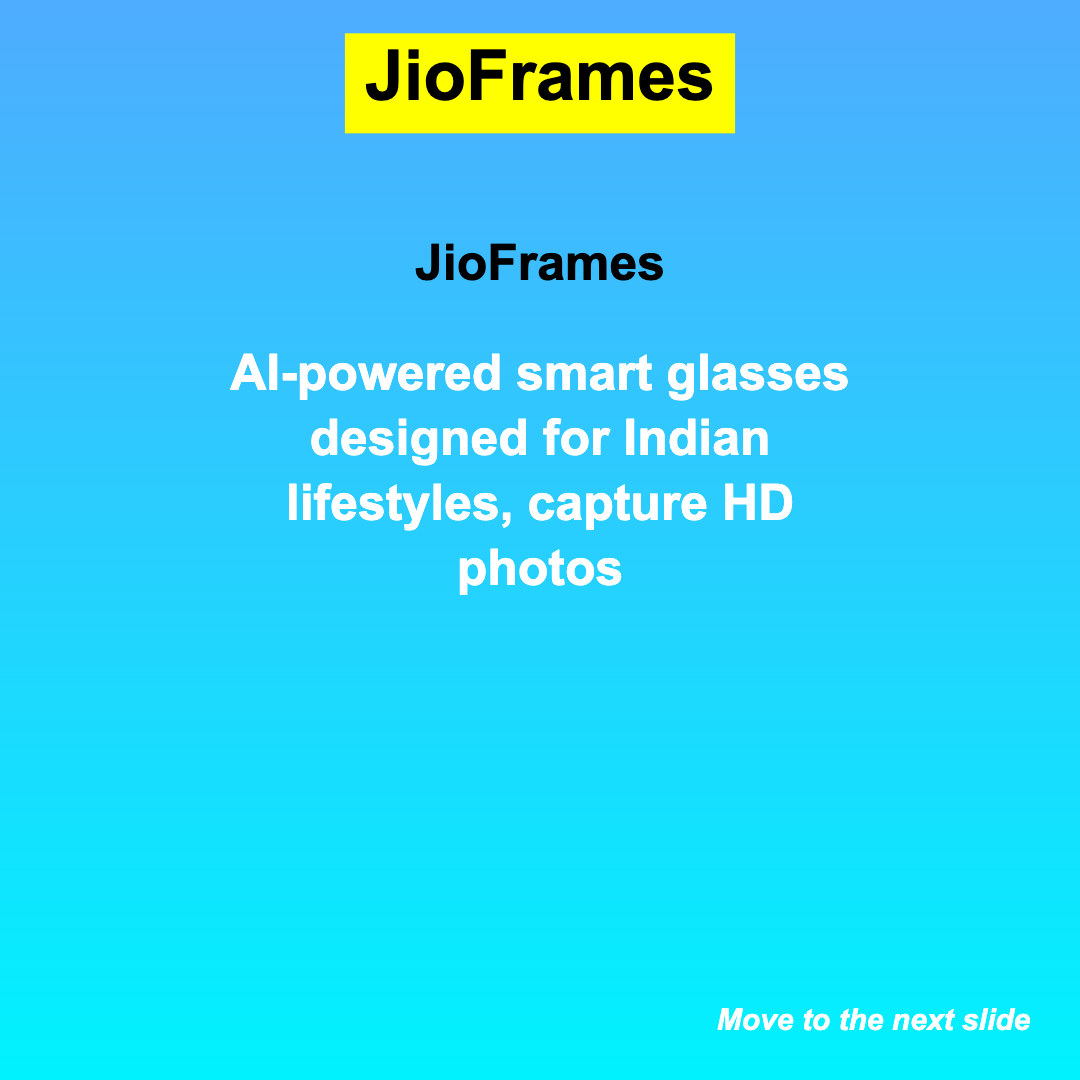 JioFrames
JioFrames
AI-powered smart glasses
designed for Indian
lifestyles, capture HD
photos
Move to the next slide